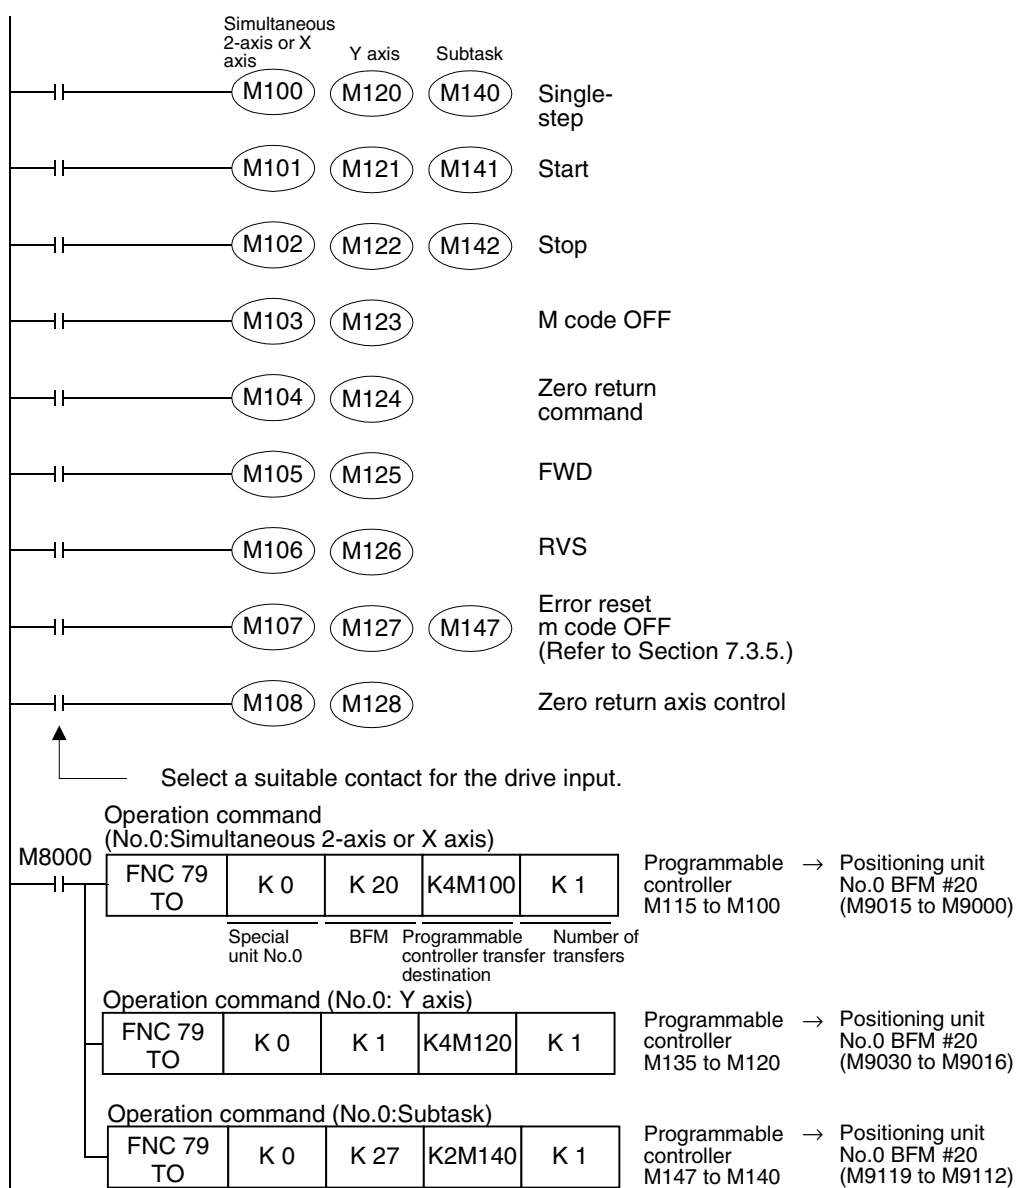 Simultaneous
2-axis or X
axis
Y axis
Subtask
M100 M120 M140 Single-
step
M101 M121 M141 Start
M102 M122 M142 Stop
M103 M123 M code OFF
M104 M124 Zero return
command
M105 M125 FWD
M106 M126 RVS
M107 M127 M147 Error reset
m code OFF
(Refer to Section 7.3.5.)
M108 M128 Zero return axis control
Select a suitable contact for the drive input.
Operation command
(No.0:Simultaneous 2-axis or X axis)
M8000
FNC 79
TO
K 0
K 20
K4M100
K 1
Programmable
controller
M115 to M100
→
Positioning unit
No.0 BFM #20
(M9015 to M9000)
Special
unit No.0
BFM
Programmable
controller transfer
destination
Number of
transfers
Operation command (No.0: Y axis)
FNC 79
TO
K 0
K 1
K4M120
K 1
Programmable
controller
M135 to M120
→
Positioning unit
No.0 BFM #20
(M9030 to M9016)
Operation command (No.0:Subtask)
FNC 79
TO
K 0
K 27
K2M140
K 1
Programmable
controller
M147 to M140
→
Positioning unit
No.0 BFM #20
(M9119 to M9112)